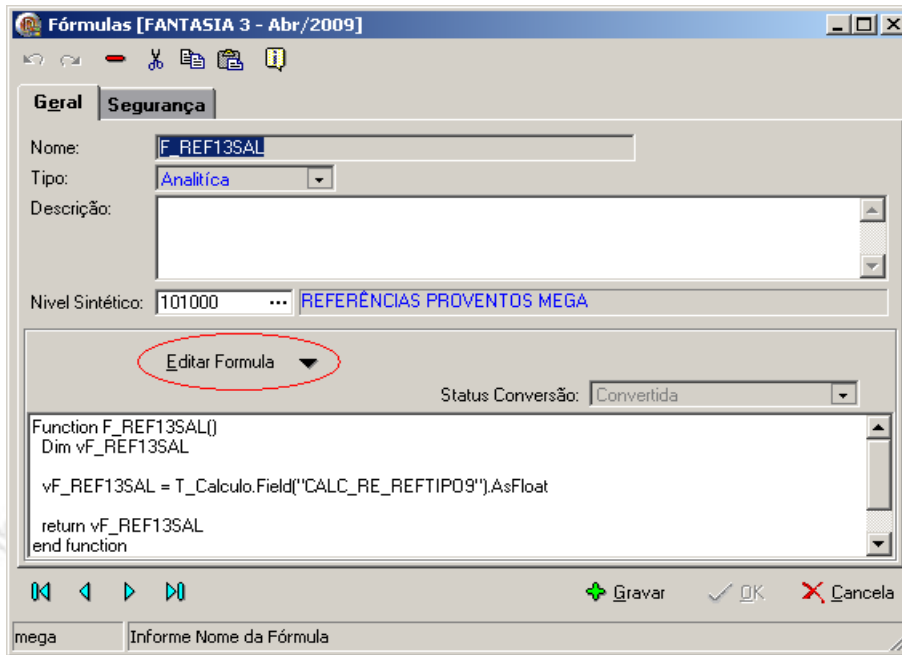 Fórmulas [FANTASIA 3 - Abr/2009]
Geral Segurança
Nome: F_REF13SAL
Tipo: Analitíca
Descrição:
Nivel Sintético: 101000 ... REFERÊNCIAS PROVENTOS MEGA
Editar Formula
Status Conversão: Convertida
Function F_REF13SAL()
Dim vF_REF13SAL
vF_REF13SAL = T_Calculo.Field("CALC_RE_REFTIPO9").AsFloat
return vF_REF13SAL
end function
Gravar OK Cancela
mega Informe Nome da Fórmula